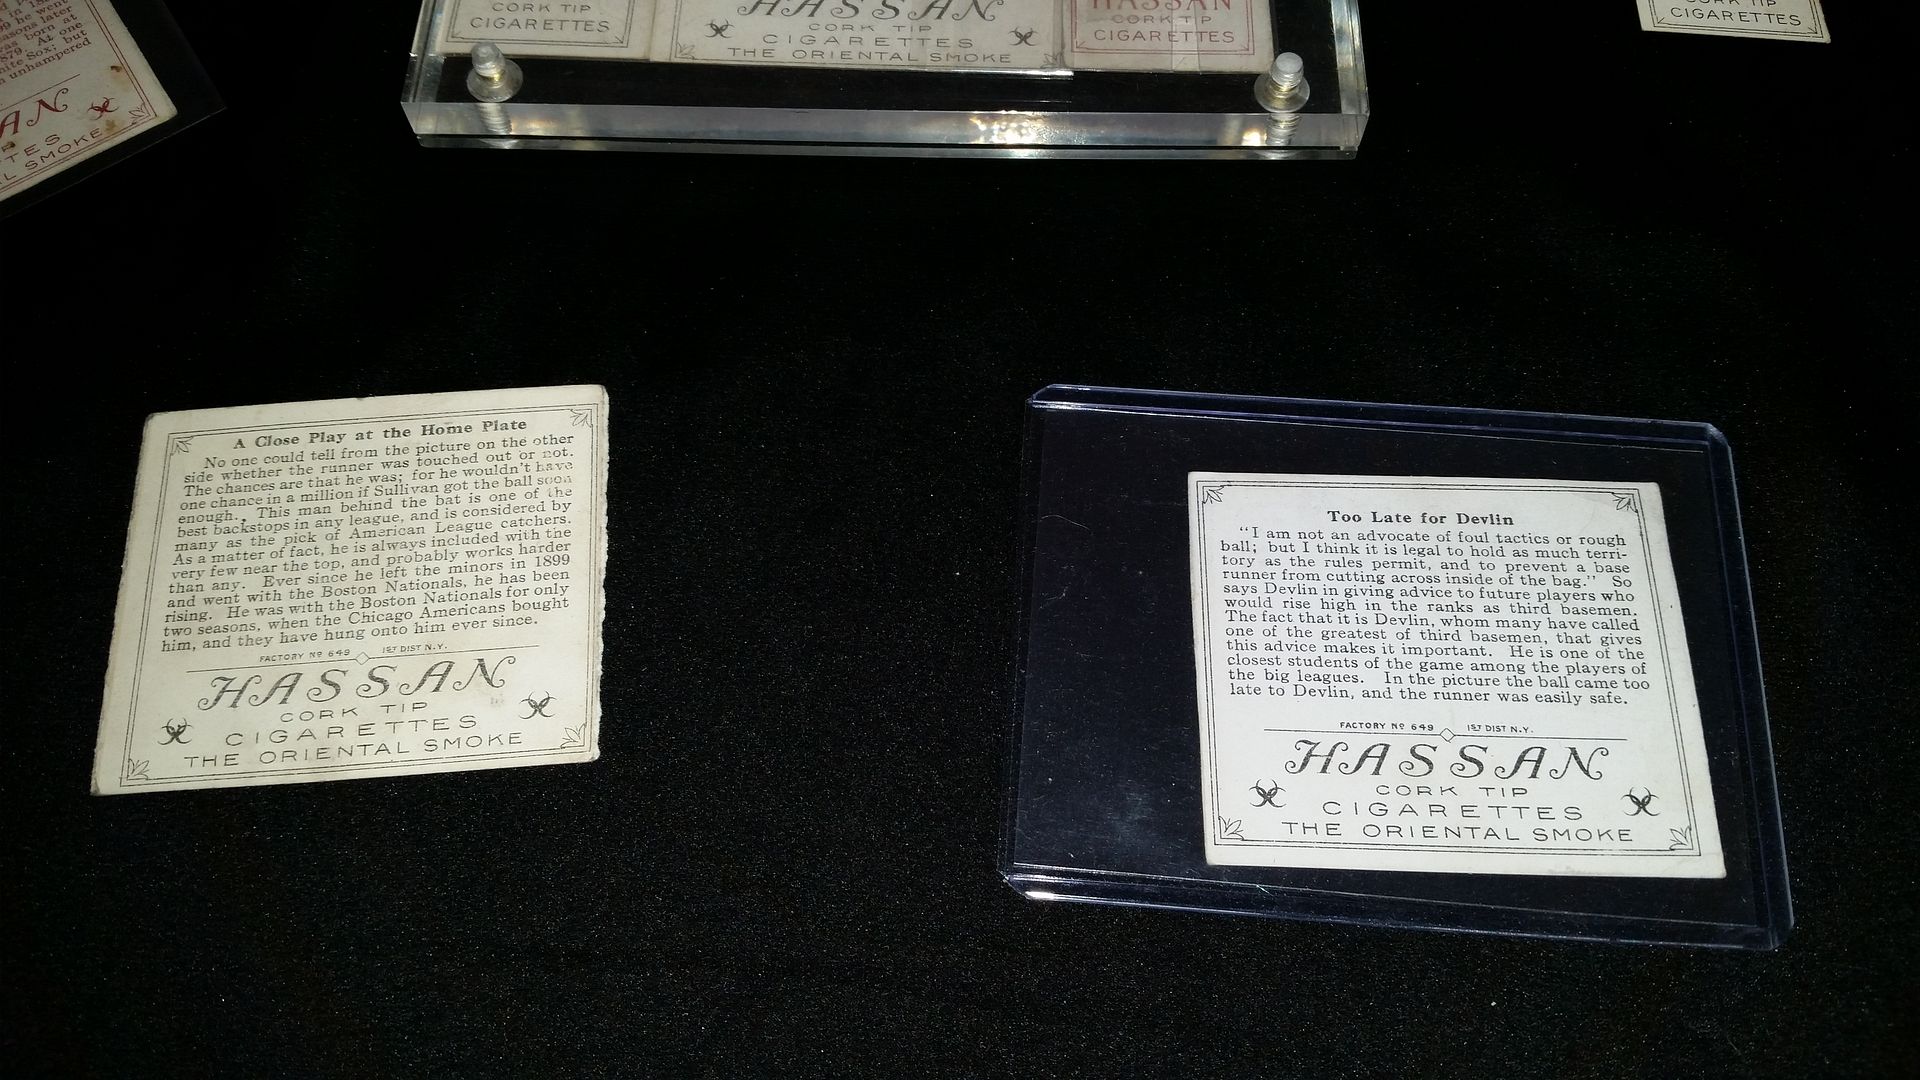 CORK TIP
CIGARETTES
HASSAN
CORK TIP
CIGARETTES
THE ORIENTAL SMOKE
HASSAN
CORK TIP
CIGARETTES
CORK TIP
CIGARETTES
he went
born later
At one
Sox; but
unhampered
SMOKE
A Close Play at the Home Plate
No one could tell from the picture on the other
side whether the runner was touched out or not.
The chances are that he was; for he wouldn't have
one chance in a million if Sullivan got the ball soon
enough. This man behind the bat is one of the
best backstops in any league, and is considered by
many as the pick of American League catchers.
As a matter of fact, he is always included with the
very few near the top, and probably works harder
than any. Ever since he left the minors in 1899
and went with the Boston Nationals, he has been
rising. He was with the Boston Nationals for only
two seasons, when the Chicago Americans bought
him, and they have hung onto him ever since.
FACTORY Nº 649 1ST DIST N.Y.
HASSAN
CORK TIP
CIGARETTES
THE ORIENTAL SMOKE
Too Late for Devlin
"I am not an advocate of foul tactics or rough
ball; but I think it is legal to hold as much terri-
tory as the rules permit, and to prevent a base
runner from cutting across inside of the bag." So
says Devlin in giving advice to future players who
would rise high in the ranks as third basemen.
The fact that it is Devlin, whom many have called
one of the greatest of third basemen, that gives
this advice makes it important. He is one of the
closest students of the game among the players of
the big leagues. In the picture the ball came too
late to Devlin, and the runner was easily safe.
FACTORY Nº 649 1ST DIST N.Y.
HASSAN
CORK TIP
CIGARETTES
THE ORIENTAL SMOKE